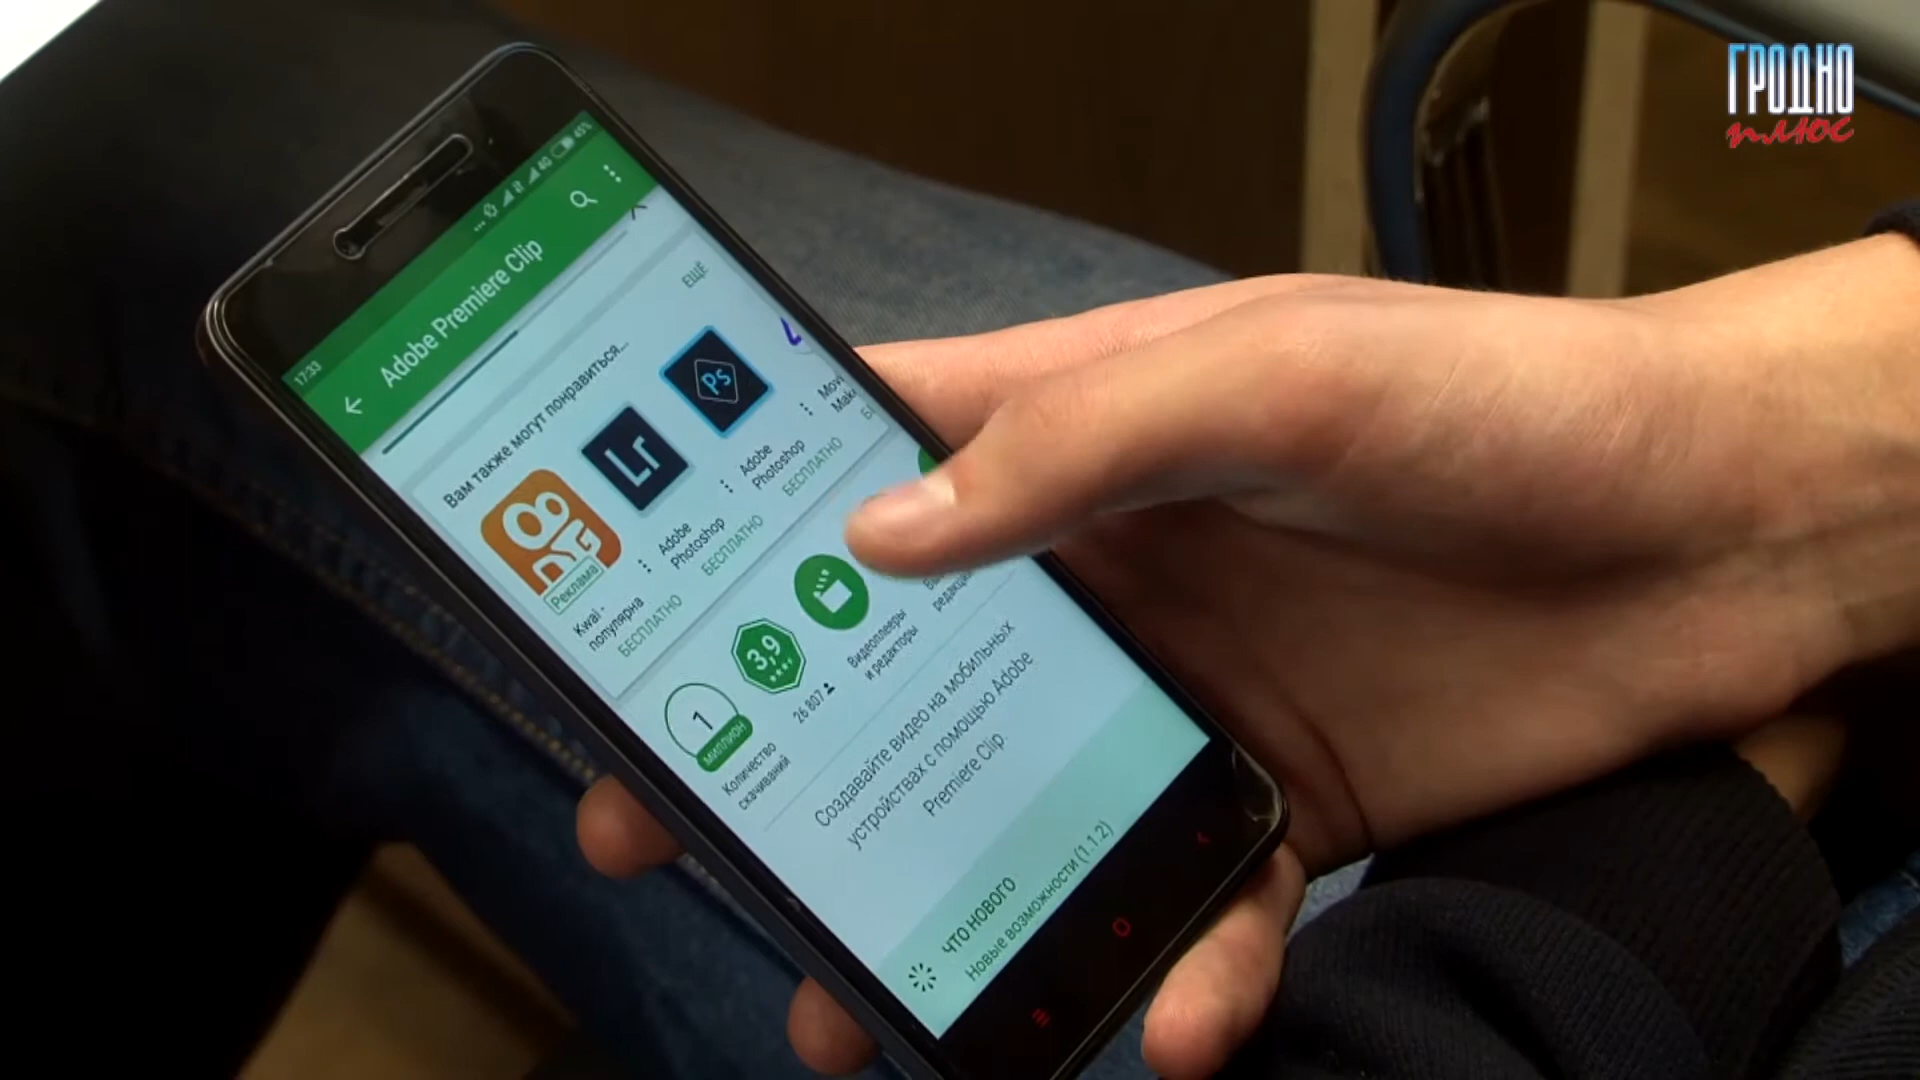 ГРОДНО
плюс
17:33
4G
45%
Adobe Premiere Clip
ЕЩЁ
Вам также могут понравиться...
Lr
Ps
Реклама
Kwai -
популярна
БЕСПЛАТНО
Adobe
Photoshop
БЕСПЛАТНО
Adobe
Photoshop
БЕСПЛАТНО
1
МИЛЛИОН
Количество
скачиваний
3,9
26 807
Видеоплееры
и редакторы
Создавайте видео на мобильных
устройствах с помощью Adobe
Premiere Clip.
ЧТО НОВОГО
Новые возможности (1.1.2)